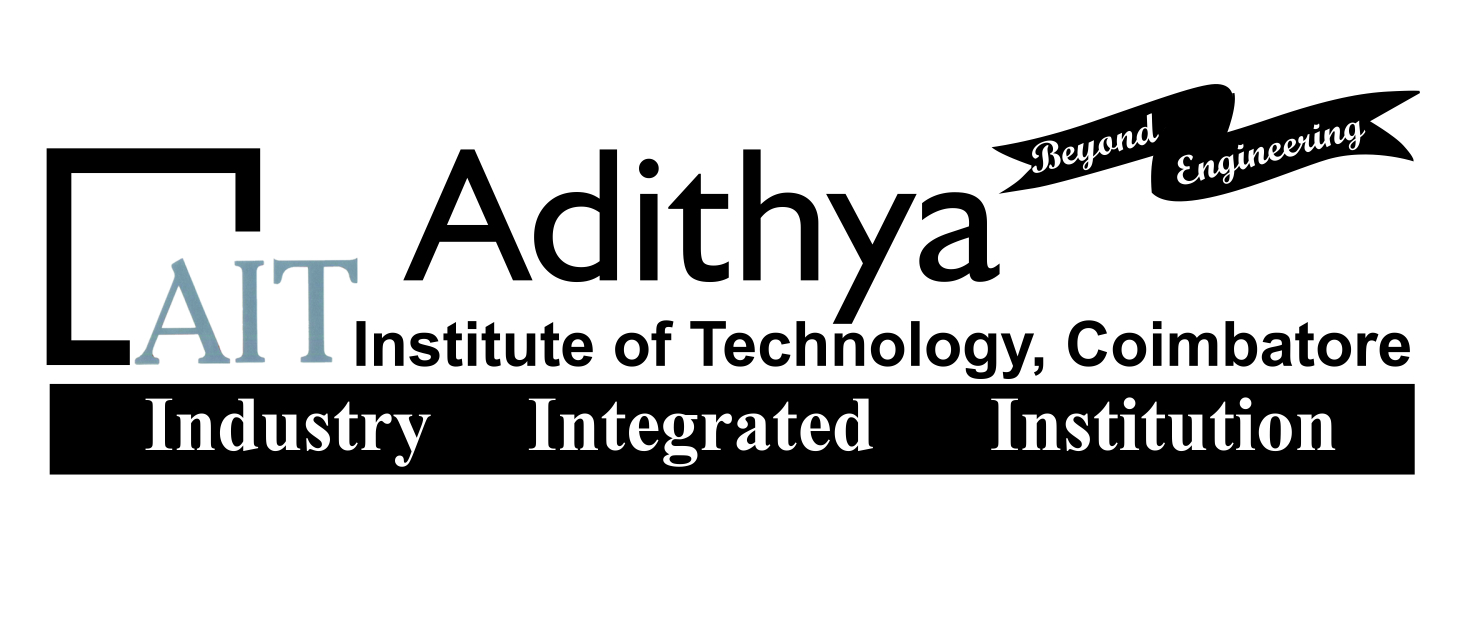 Beyond Engineering
Adithya
AIT
Institute of Technology, Coimbatore
Industry Integrated Institution